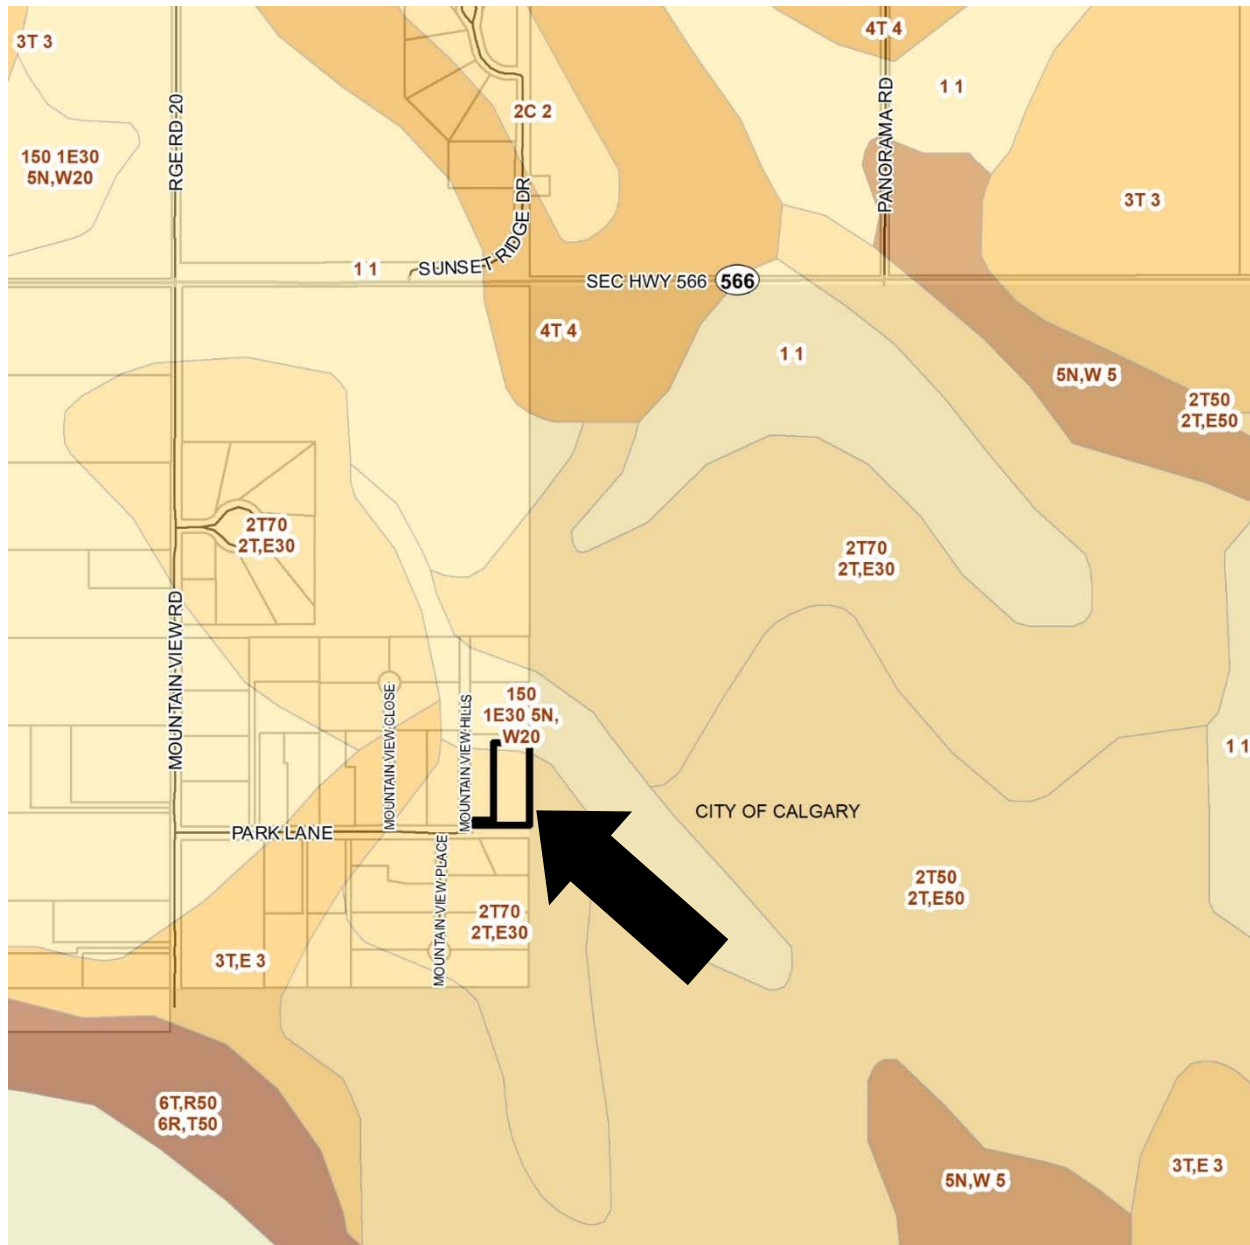 3T 3
4T 4
1 1
RGE RD 20
2C 2
PANORAMA RD
150 1E30
5N,W20
3T 3
SUNSET RIDGE DR
1 1
SEC HWY 566
566
4T 4
1 1
5N,W 5
2T50
2T,E50
2T70
2T,E30
2T70
2T,E30
MOUNTAIN VIEW RD
MOUNTAIN VIEW CLOSE
MOUNTAIN VIEW HILLS
150
1E30 5N,
W20
1 1
CITY OF CALGARY
PARK LANE
MOUNTAIN VIEW PLACE
2T50
2T,E50
2T70
2T,E30
3T,E 3
6T,R50
6R,T50
5N,W 5
3T,E 3